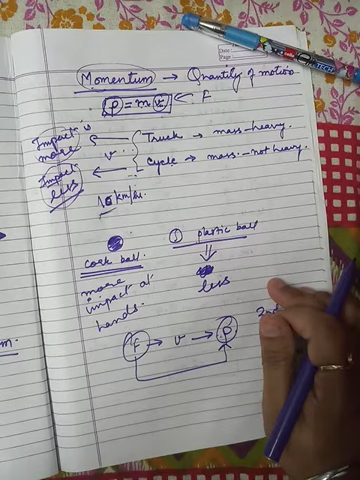 Date
Page
Momentum → Quantity of motion
p = m v ← F
Impact is more
Truck → mass - heavy.
v
Impact less
Cycle → mass - not heavy.
10 km/hr.
① plastic ball
cork ball
more impact at hands.
less
F → v → p
2nd
m.